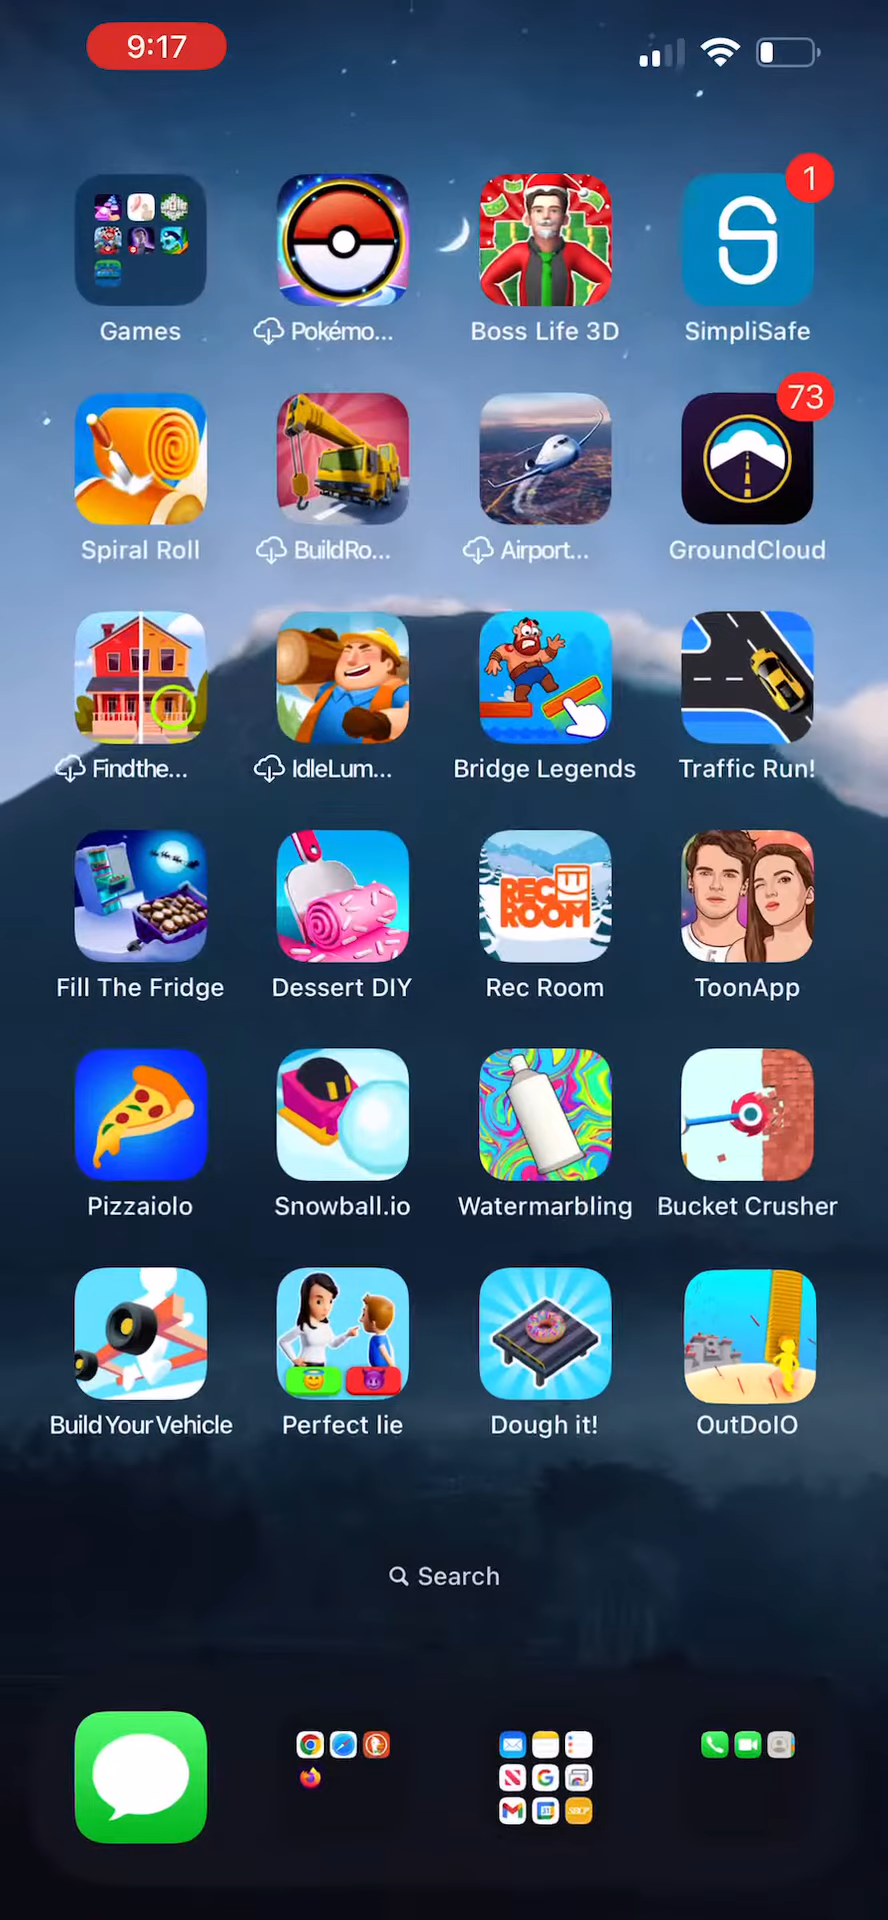 9:17
1
Games
Pokémo...
Boss Life 3D
SimpliSafe
73
Spiral Roll
BuildRo...
Airport...
GroundCloud
Findthe...
IdleLum...
Bridge Legends
Traffic Run!
REC
ROOM
Fill The Fridge
Dessert DIY
Rec Room
ToonApp
Pizzaiolo
Snowball.io
Watermarbling
Bucket Crusher
Build Your Vehicle
Perfect lie
Dough it!
OutDoIO
Search